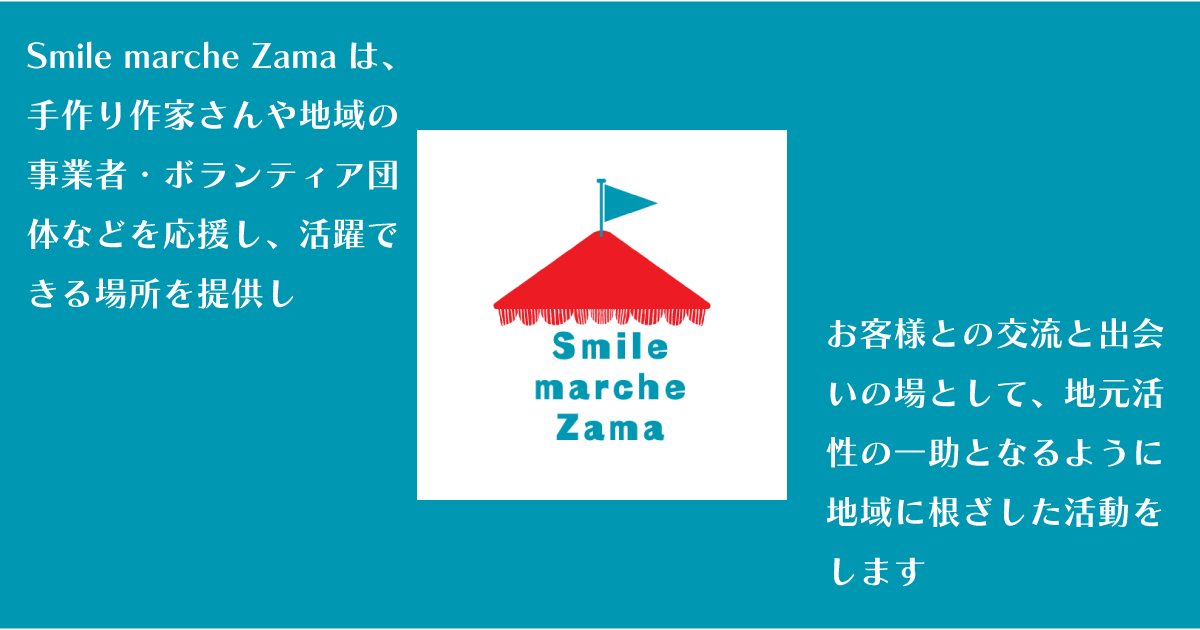 Smile marche Zama は、
手作り作家さんや地域の
事業者・ボランティア団
体などを応援し、活躍で
きる場所を提供し
Smile
marche
Zama
お客様との交流と出会
いの場として、地元活
性の一助となるように
地域に根ざした活動を
します